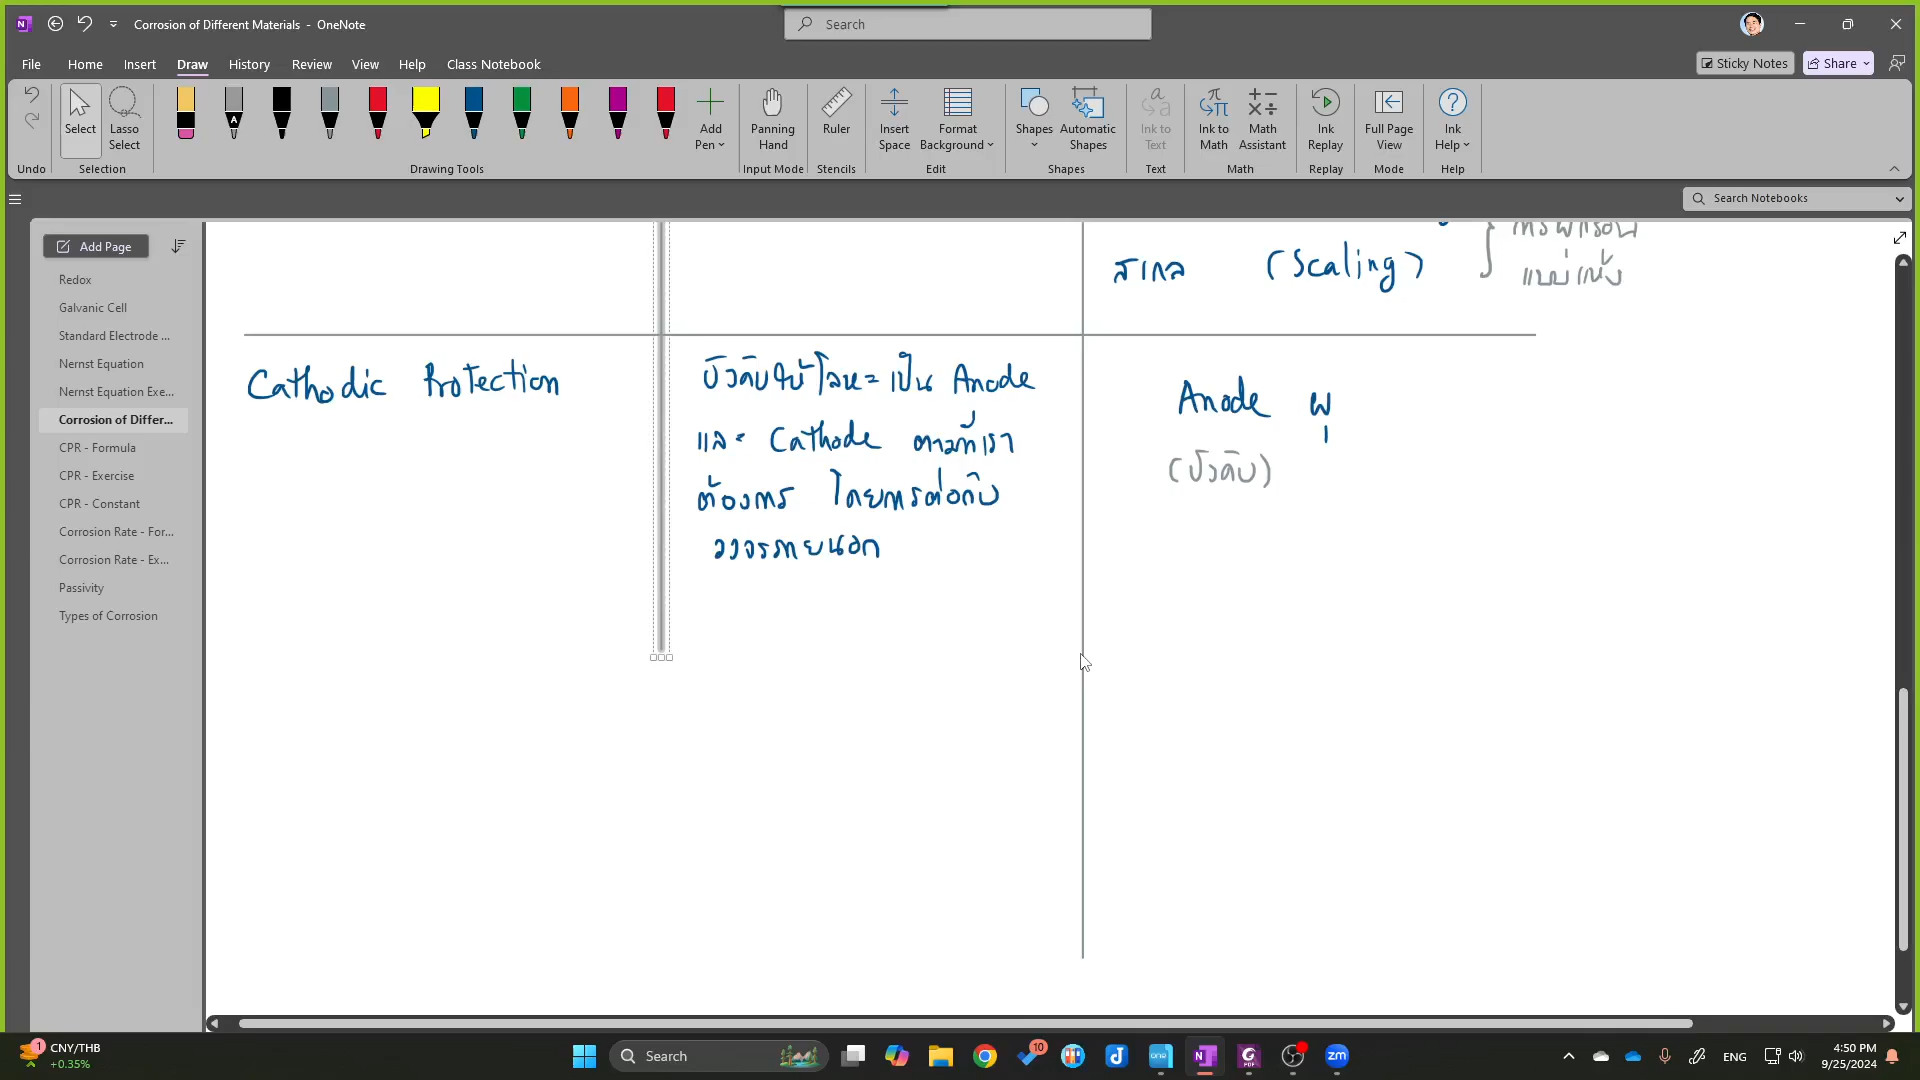 Corrosion of Different Materials - OneNote
Search
File
Home
Insert
Draw
History
Review
View
Help
Class Notebook
Sticky Notes
Share
Select
Lasso Select
Add Pen
Panning Hand
Ruler
Insert Space
Format Background
Shapes
Automatic Shapes
Ink to Text
Ink to Math
Math Assistant
Ink Replay
Full Page View
Ink Help
Undo
Selection
Drawing Tools
Input Mode
Stencils
Edit
Shapes
Text
Math
Replay
Mode
Help
Search Notebooks
Add Page
Redox
Galvanic Cell
Standard Electrode ...
Nernst Equation
Nernst Equation Exe...
Corrosion of Differ...
CPR - Formula
CPR - Exercise
CPR - Constant
Corrosion Rate - For...
Corrosion Rate - Ex...
Passivity
Types of Corrosion
สเกล (Scaling)
Cathodic Protection
บังคับให้โลหะเป็น Anode
และ Cathode ตามที่เรา
ต้องการ โดยการต่อกับ
วงจรภายนอก
Anode ผุ
(บังคับ)
CNY/THB
+0.35%
1
Search
10
ENG
4:50 PM
9/25/2024